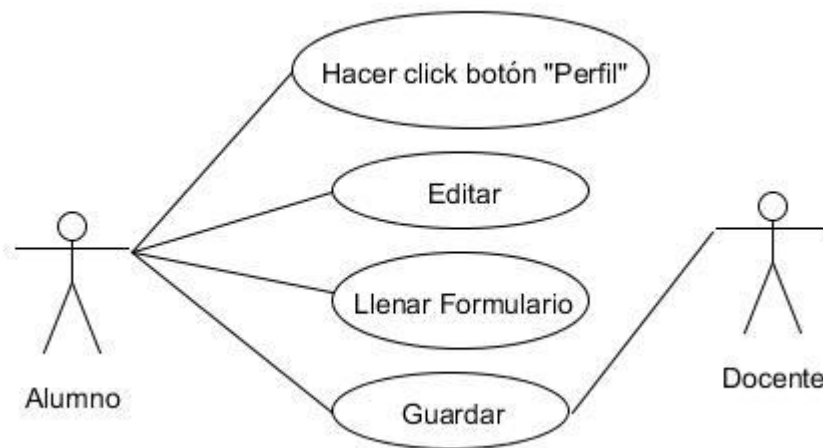 Hacer click botón "Perfil"
Editar
Llenar Formulario
Guardar
Alumno
Docente